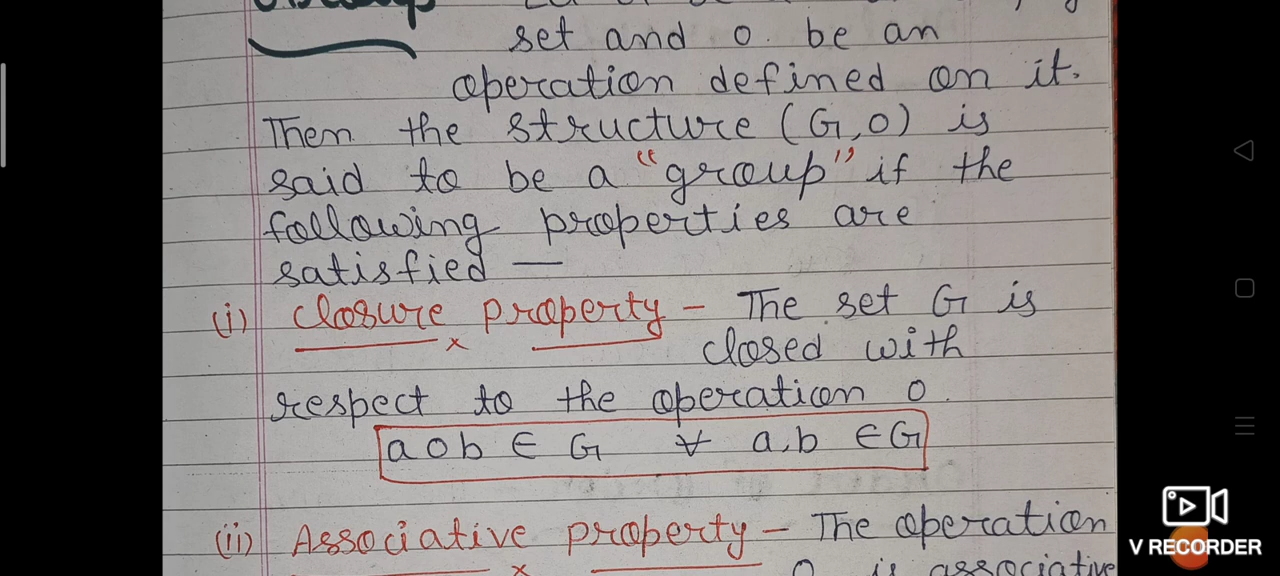 set and o be an
operation defined on it.
Then the structure (G, o) is
said to be a "group" if the
following properties are
satisfied —
(i) Closure property - The set G is
closed with
respect to the operation o.
a o b ∈ G ∀ a, b ∈ G
(ii) Associative property - The operation
o is associative
V RECORDER